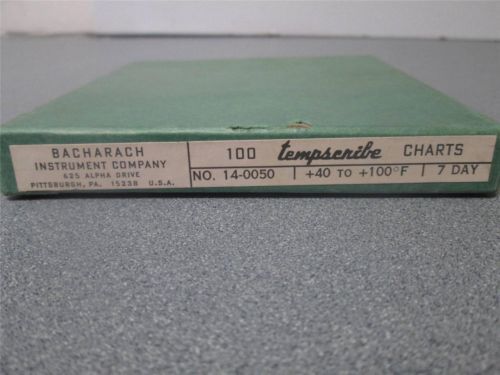 BACHARACH
INSTRUMENT COMPANY
625 ALPHA DRIVE
PITTSBURGH, PA. 15238 U.S.A.
100 tempscribe CHARTS
NO. 14-0050 | +40 TO +100°F | 7 DAY